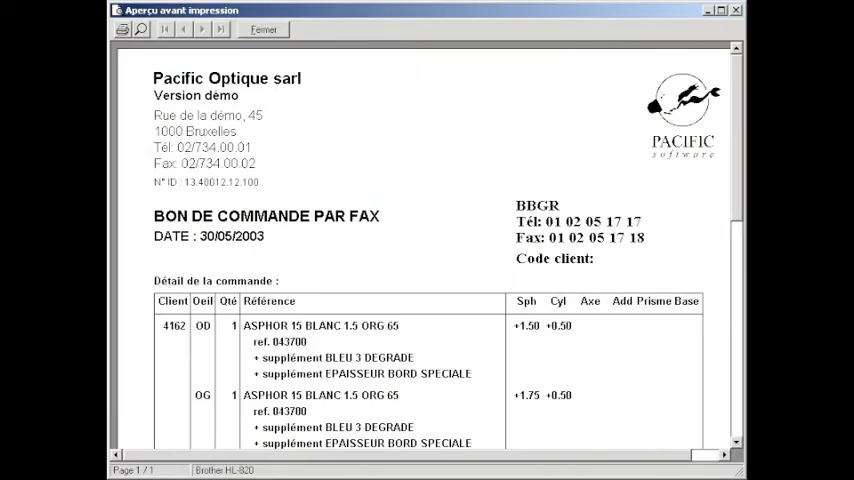 Aperçu avant impression
Fermer
Pacific Optique sarl
Version démo
Rue de la démo, 45
1000 Bruxelles
Tél: 02/734.00.01
Fax: 02/734.00.02
N° ID : 13.40012.12.100
PACIFIC
software
BON DE COMMANDE PAR FAX
DATE : 30/05/2003
BBGR
Tél: 01 02 05 17 17
Fax: 01 02 05 17 18
Code client:
Détail de la commande :
Client Oeil Qté Référence Sph Cyl Axe Add Prisme Base
4162 OD 1 ASPHOR 15 BLANC 1.5 ORG 65 +1.50 +0.50
ref. 043700
+ supplément BLEU 3 DEGRADE
+ supplément EPAISSEUR BORD SPECIALE
OG 1 ASPHOR 15 BLANC 1.5 ORG 65 +1.75 +0.50
ref. 043700
+ supplément BLEU 3 DEGRADE
+ supplément EPAISSEUR BORD SPECIALE
Page 1 / 1 Brother HL-820